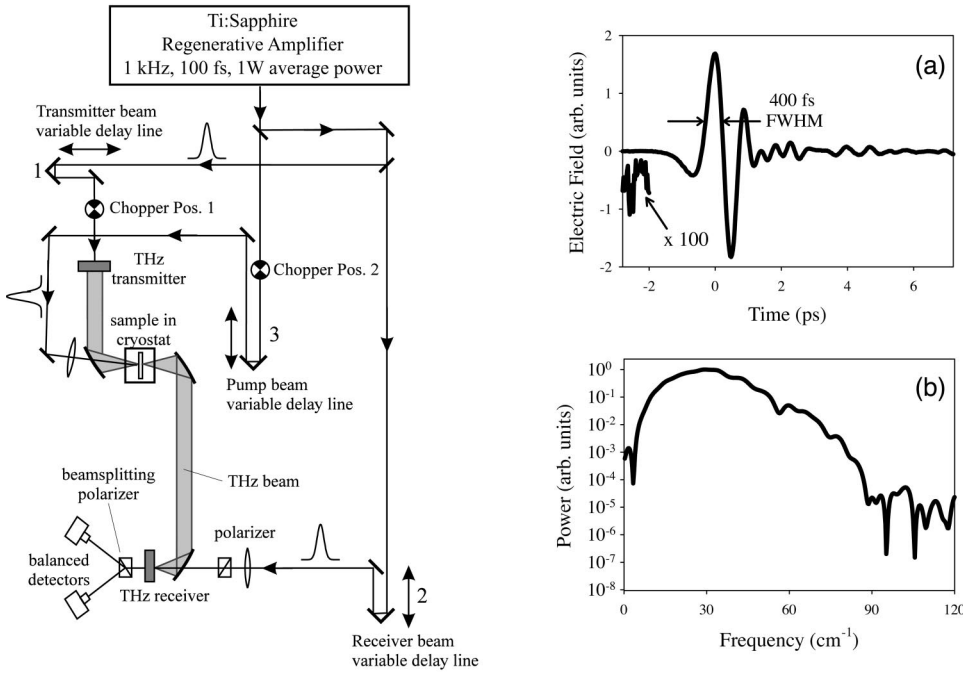 Ti:Sapphire
Regenerative Amplifier
1 kHz, 100 fs, 1W average power
Transmitter beam
variable delay line
1
Chopper Pos. 1
THz
transmitter
Chopper Pos. 2
sample in
cryostat
3
Pump beam
variable delay line
beamsplitting
polarizer
THz beam
polarizer
balanced
detectors
THz receiver
2
Receiver beam
variable delay line
(a)
Electric Field (arb. units)
2
1
0
-1
-2
400 fs
FWHM
x 100
-2
0
2
4
6
Time (ps)
(b)
Power (arb. units)
10⁰
10⁻¹
10⁻²
10⁻³
10⁻⁴
10⁻⁵
10⁻⁶
10⁻⁷
10⁻⁸
0
30
60
90
120
Frequency (cm⁻¹)